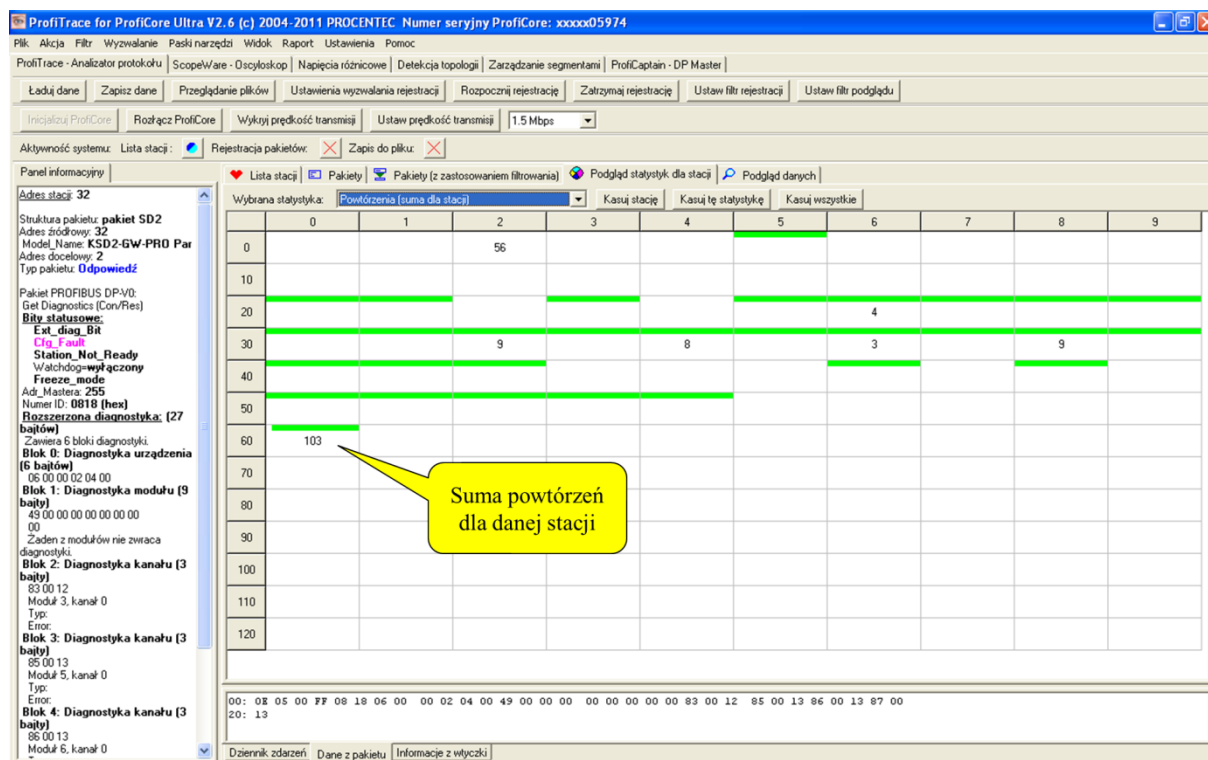 ProfiTrace for ProfiCore Ultra V2.6 (c) 2004-2011 PROCENTEC Numer seryjny ProfiCore: xxxxx05974
Plik Akcja Filtr Wyzwalanie Paski narzędzi Widok Raport Ustawienia Pomoc
ProfiTrace - Analizator protokołu ScopeWare - Oscyloskop Napięcia różnicowe Detekcja topologii Zarządzanie segmentami ProfiCaptain - DP Master
Ładuj dane Zapisz dane Przeglądanie plików Ustawienia wyzwalania rejestracji Rozpocznij rejestrację Zatrzymaj rejestrację Ustaw filtr rejestracji Ustaw filtr podglądu
Inicjalizuj ProfiCore Rozłącz ProfiCore Wykryj prędkość transmisji Ustaw prędkość transmisji 1.5 Mbps
Aktywność systemu: Lista stacji: Rejestracja pakietów: Zapis do pliku:
Panel informacyjny
Adres stacji: 32
Struktura pakietu: pakiet SD2
Adres źródłowy: 32
Model_Name: KSD2-GW-PRO Par
Adres docelowy: 2
Typ pakietu: Odpowiedź
Pakiet PROFIBUS DP-V0:
Get Diagnostics (Con/Res)
Bity statusowe:
Ext_diag_Bit
Cfg_Fault
Station_Not_Ready
Watchdog=wyłączony
Freeze_mode
Adr_Mastera: 255
Numer ID: 0818 (hex)
Rozszerzona diagnostyka: (27
bajtów)
Zawiera 6 bloki diagnostyki.
Blok 0: Diagnostyka urządzenia
(6 bajtów)
06 00 00 02 04 00
Blok 1: Diagnostyka modułu (9
bajty)
49 00 00 00 00 00 00 00
00
Żaden z modułów nie zwraca
diagnostyki.
Blok 2: Diagnostyka kanału (3
bajty)
83 00 12
Moduł 3, kanał 0
Typ:
Error:
Blok 3: Diagnostyka kanału (3
bajty)
85 00 13
Moduł 5, kanał 0
Typ:
Error:
Blok 4: Diagnostyka kanału (3
bajty)
86 00 13
Moduł 6, kanał 0
Lista stacji Pakiety Pakiety (z zastosowaniem filtrowania) Podgląd statystyk dla stacji Podgląd danych
Wybrana statystyka: Powtórzenia (suma dla stacji) Kasuj stację Kasuj tę statystykę Kasuj wszystkie
0 1 2 3 4 5 6 7 8 9
0 56
10
20 4
30 9 8 3 9
40
50
60 103
70
80
90
100
110
120
Suma powtórzeń
dla danej stacji
00: 0E 05 00 FF 08 18 06 00 00 02 04 00 49 00 00 00 00 00 00 00 00 83 00 12 85 00 13 86 00 13 87 00
20: 13
Dziennik zdarzeń Dane z pakietu Informacje z wtyczki